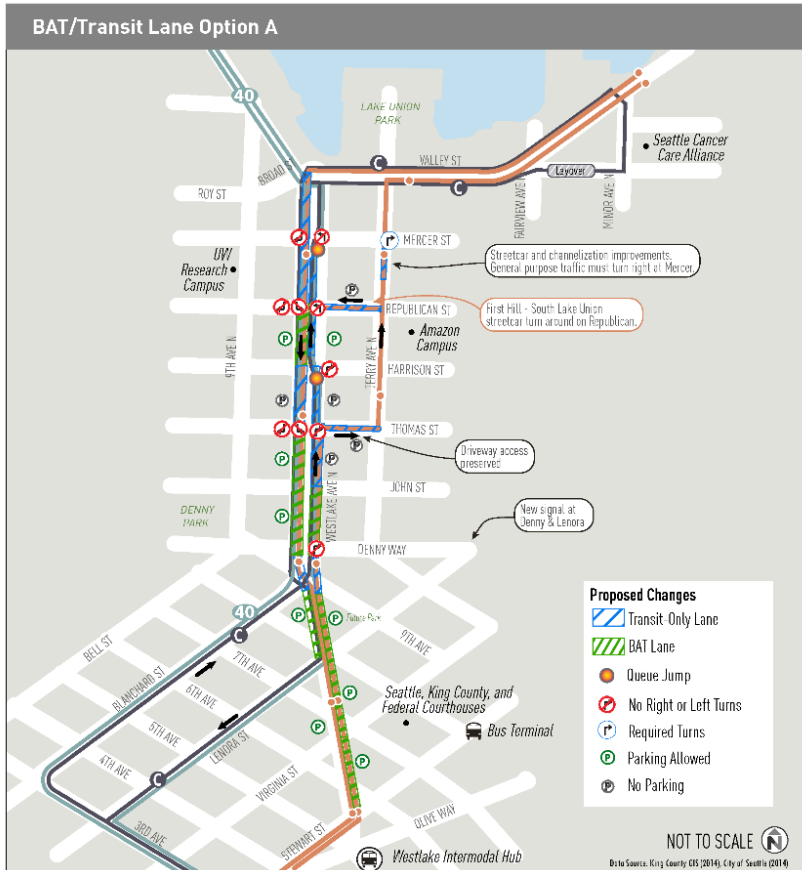 BAT/Transit Lane Option A
40
LAKE UNION
PARK
BROAD ST
C
VALLEY ST
C
Seattle Cancer
Care Alliance
Layover
ROY ST
FAIRVIEW AVE N
MINOR AVE N
MERCER ST
UW
Research
Campus
Streetcar and channelization improvements.
General purpose traffic must turn right at Mercer.
P
REPUBLICAN ST
First Hill - South Lake Union
streetcar turn around on Republican.
P
P
Amazon
Campus
9TH AVE N
TERRY AVE N
HARRISON ST
P
P
THOMAS ST
P
P
P
Driveway access
preserved
WESTLAKE AVE N
JOHN ST
DENNY
PARK
P
New signal at
Denny & Lenora
DENNY WAY
40
P
P
Future Park
C
BELL ST
BLANCHARD ST
7TH AVE
9TH AVE
6TH AVE
5TH AVE
4TH AVE
LENORA ST
C
3RD AVE
VIRGINIA ST
P
P
P
Seattle, King County, and
Federal Courthouses
Bus Terminal
STEWART ST
OLIVE WAY
Westlake Intermodal Hub
Proposed Changes
Transit-Only Lane
BAT Lane
Queue Jump
No Right or Left Turns
Required Turns
P Parking Allowed
P No Parking
NOT TO SCALE N
Data Source: King County GIS (2014), City of Seattle (2014)